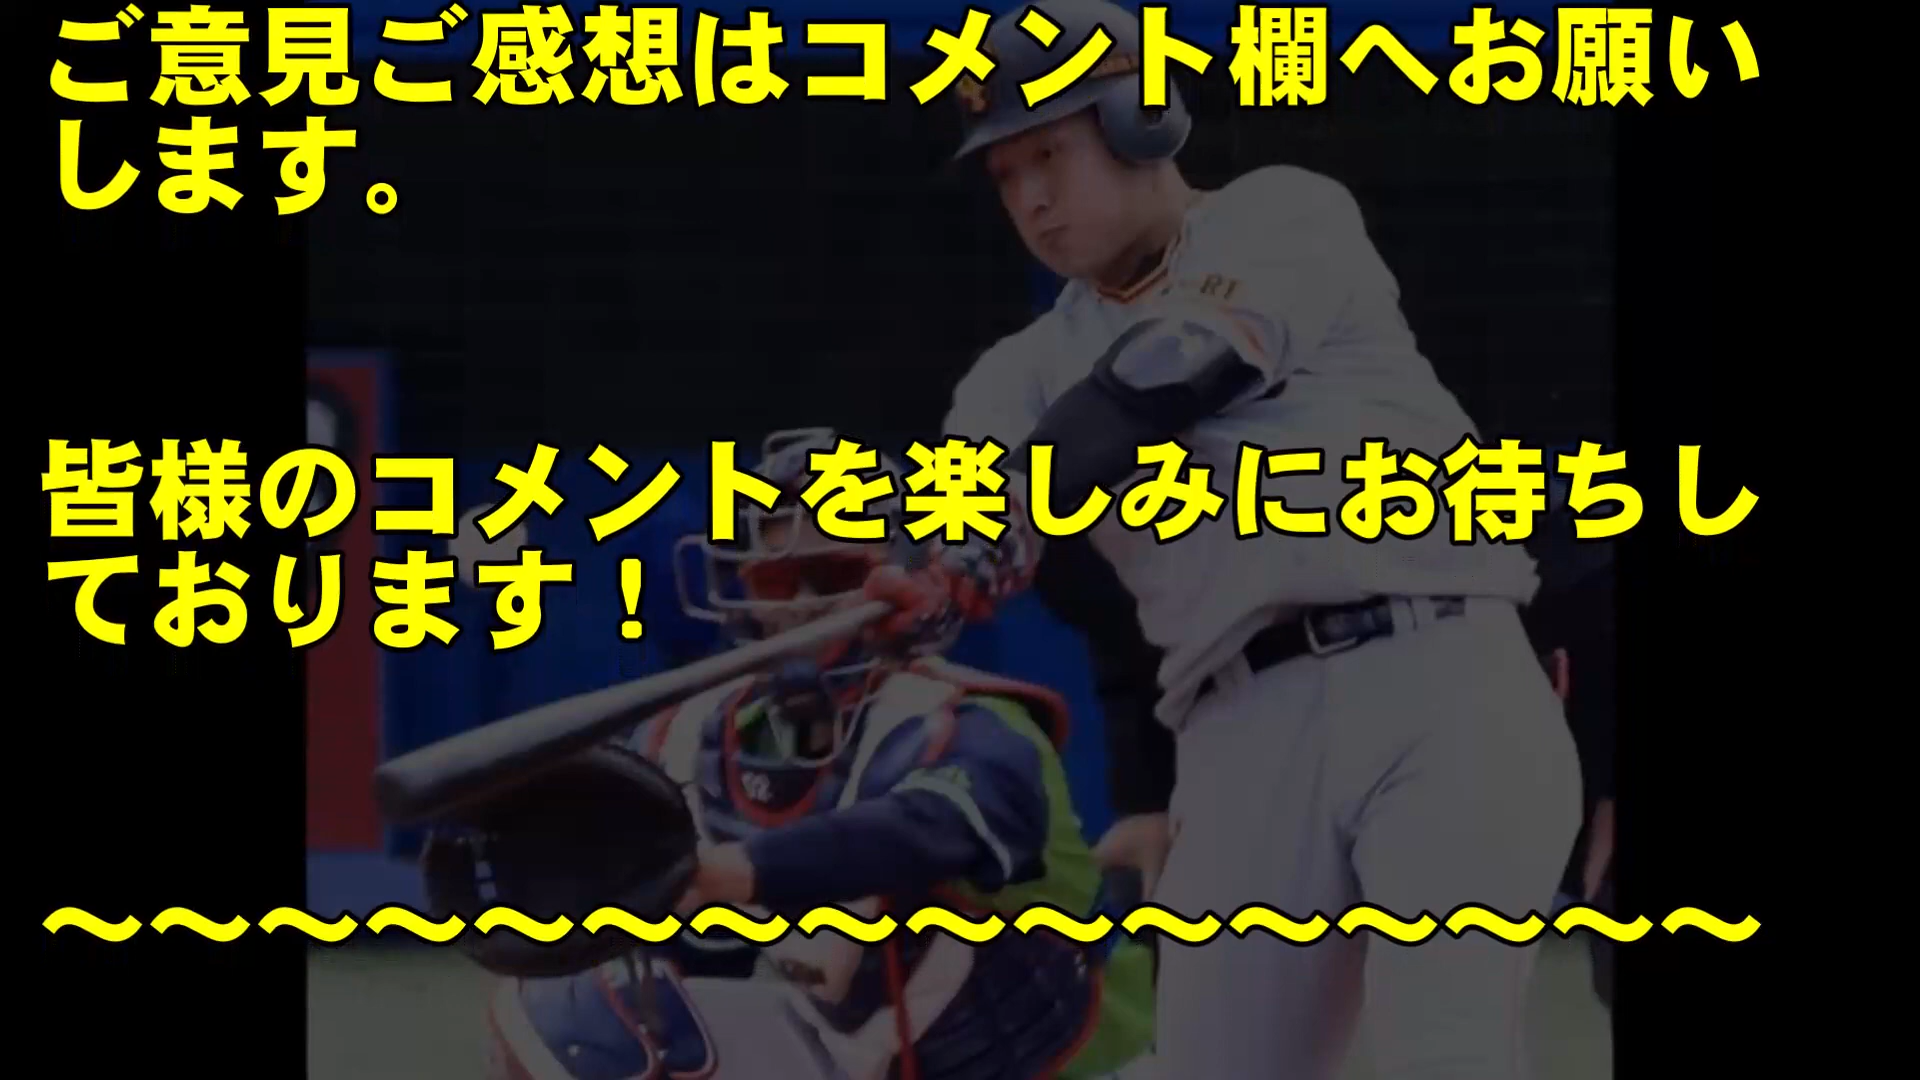 ご意見ご感想はコメント欄へお願い
します。
皆様のコメントを楽しみにお待ちし
ております！
～～～～～～～～～～～～～～～～